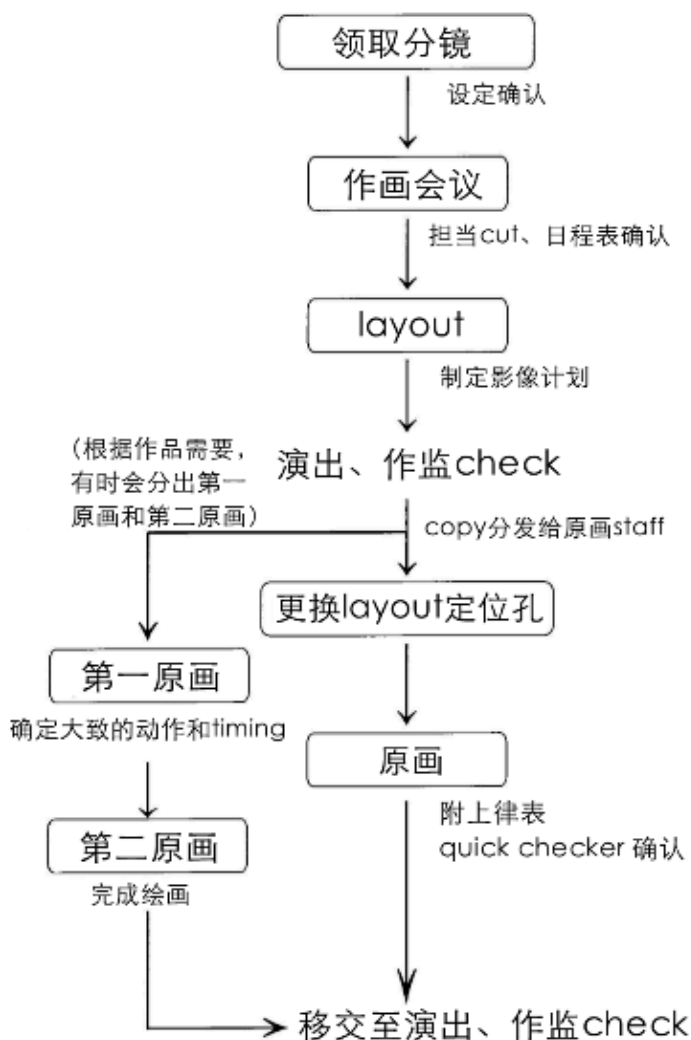 领取分镜
设定确认
作画会议
担当cut、日程表确认
layout
制定影像计划
演出、作监check
（根据作品需要，
有时会分出第一
原画和第二原画）
copy分发给原画staff
更换layout定位孔
第一原画
确定大致的动作和timing
原画
附上律表
quick checker 确认
第二原画
完成绘画
移交至演出、作监check